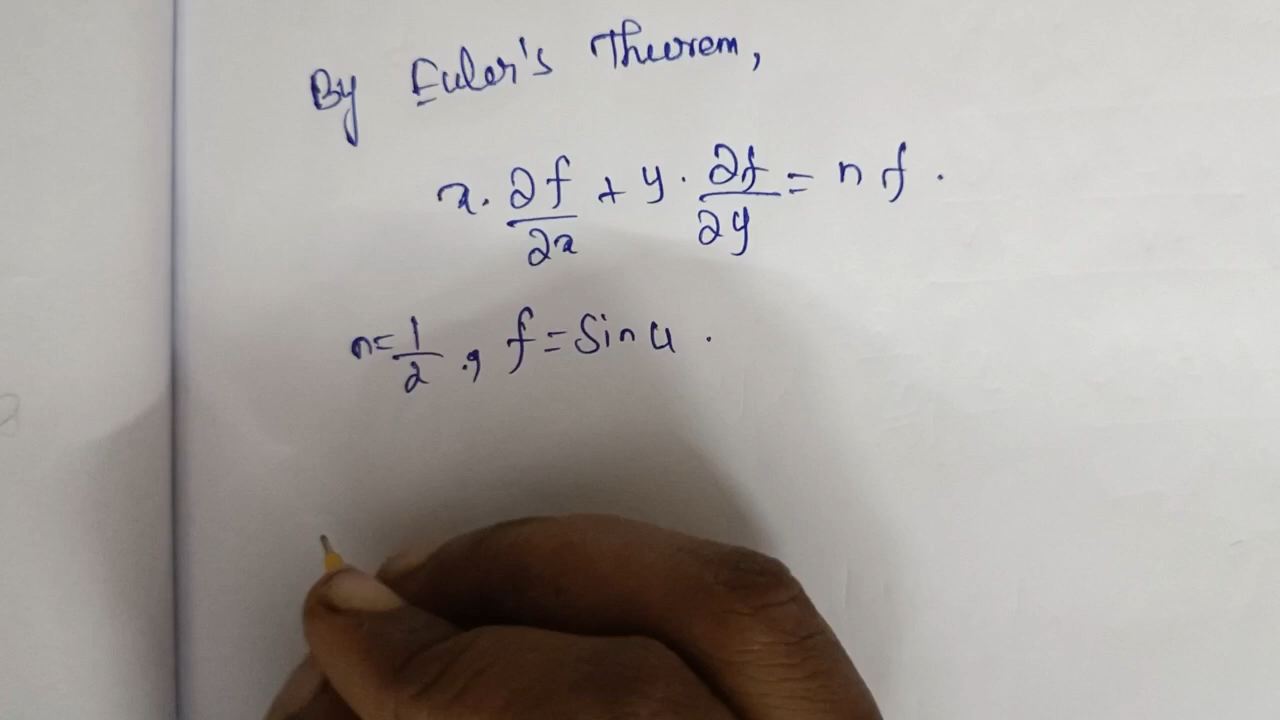 By Euler's Theorem,
x. ∂f/∂x + y. ∂f/∂y = n f.
n=1/2, f=Sin u.